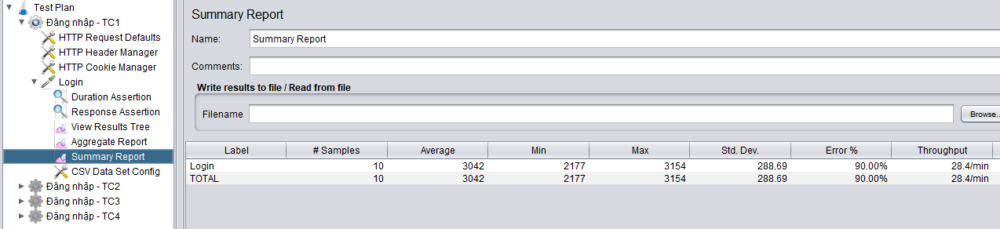 Test Plan
Đăng nhập - TC1
HTTP Request Defaults
HTTP Header Manager
HTTP Cookie Manager
Login
Duration Assertion
Response Assertion
View Results Tree
Aggregate Report
Summary Report
CSV Data Set Config
Đăng nhập - TC2
Đăng nhập - TC3
Đăng nhập - TC4
Summary Report
Name: Summary Report
Comments:
Write results to file / Read from file
Filename Browse...
Label # Samples Average Min Max Std. Dev. Error % Throughput
Login 10 3042 2177 3154 288.69 90.00% 28.4/min
TOTAL 10 3042 2177 3154 288.69 90.00% 28.4/min